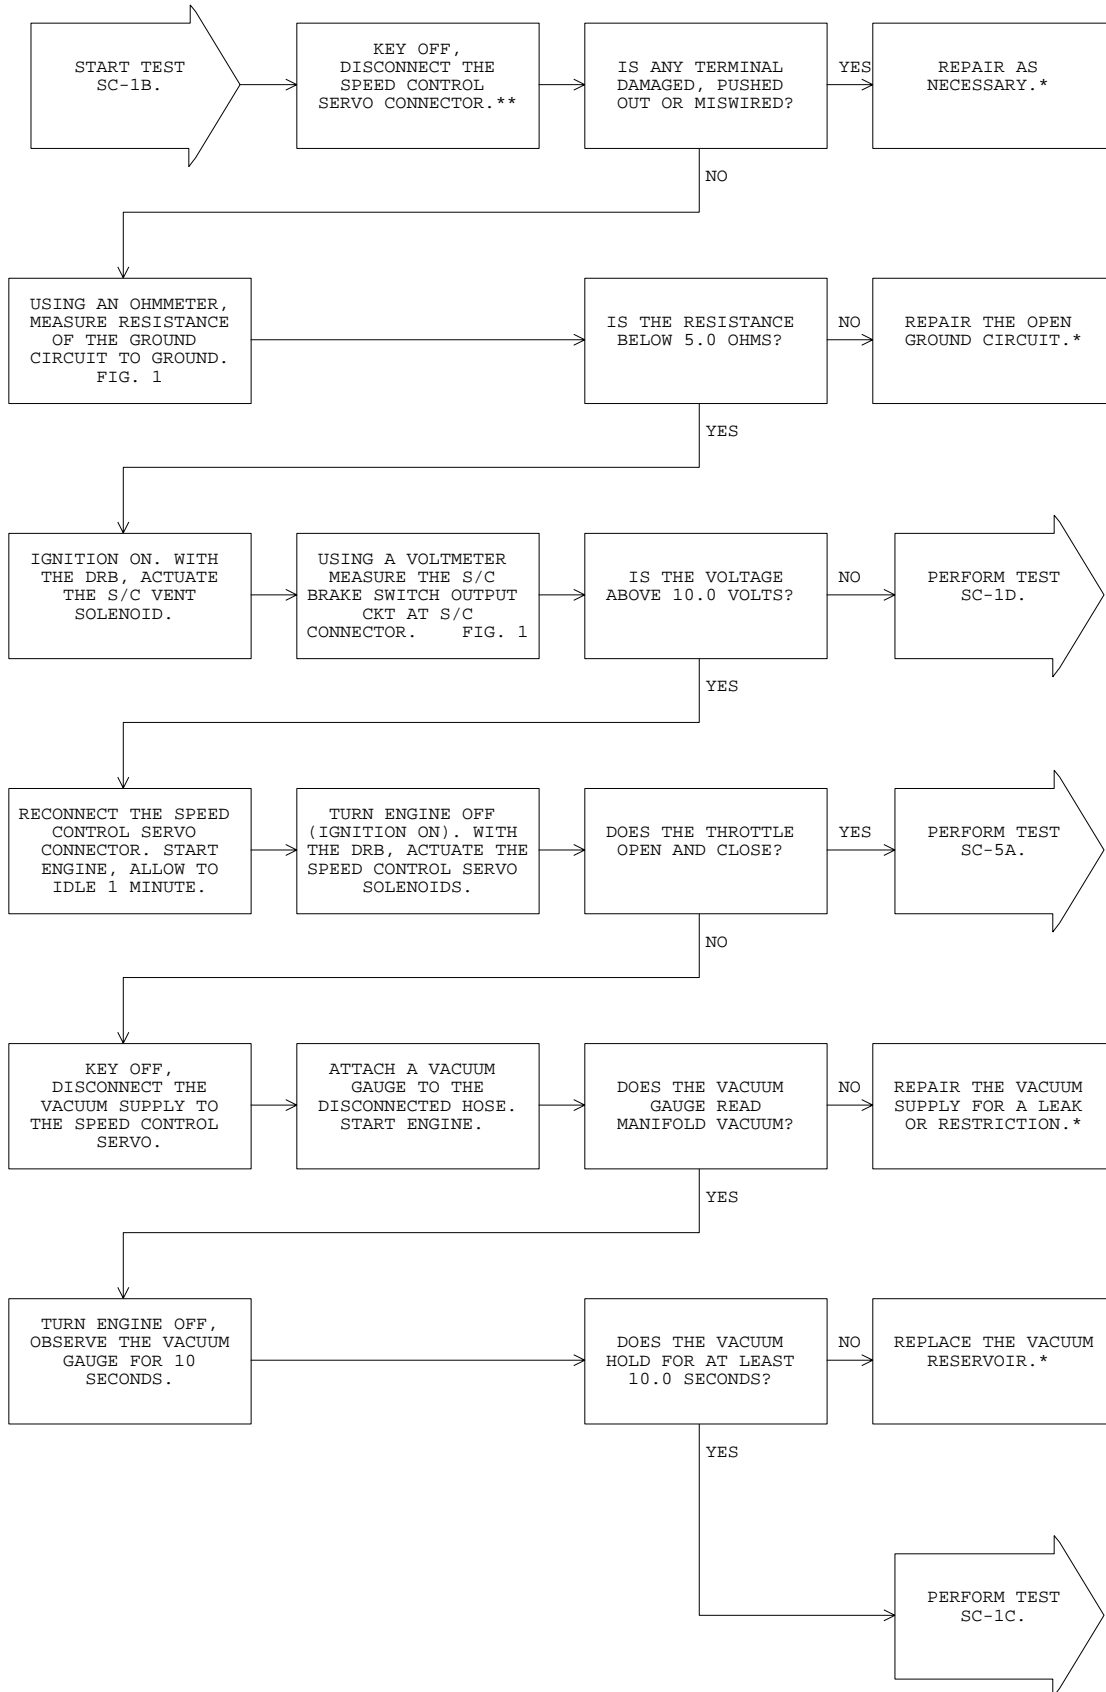 START TEST
SC-1B.
KEY OFF,
DISCONNECT THE
SPEED CONTROL
SERVO CONNECTOR.**
IS ANY TERMINAL
DAMAGED, PUSHED
OUT OR MISWIRED?
YES
REPAIR AS
NECESSARY.*
NO
USING AN OHMMETER,
MEASURE RESISTANCE
OF THE GROUND
CIRCUIT TO GROUND.
FIG. 1
IS THE RESISTANCE
BELOW 5.0 OHMS?
NO
REPAIR THE OPEN
GROUND CIRCUIT.*
YES
IGNITION ON. WITH
THE DRB, ACTUATE
THE S/C VENT
SOLENOID.
USING A VOLTMETER
MEASURE THE S/C
BRAKE SWITCH OUTPUT
CKT AT S/C
CONNECTOR. FIG. 1
IS THE VOLTAGE
ABOVE 10.0 VOLTS?
NO
PERFORM TEST
SC-1D.
YES
RECONNECT THE SPEED
CONTROL SERVO
CONNECTOR. START
ENGINE, ALLOW TO
IDLE 1 MINUTE.
TURN ENGINE OFF
(IGNITION ON). WITH
THE DRB, ACTUATE THE
SPEED CONTROL SERVO
SOLENOIDS.
DOES THE THROTTLE
OPEN AND CLOSE?
YES
PERFORM TEST
SC-5A.
NO
KEY OFF,
DISCONNECT THE
VACUUM SUPPLY TO
THE SPEED CONTROL
SERVO.
ATTACH A VACUUM
GAUGE TO THE
DISCONNECTED HOSE.
START ENGINE.
DOES THE VACUUM
GAUGE READ
MANIFOLD VACUUM?
NO
REPAIR THE VACUUM
SUPPLY FOR A LEAK
OR RESTRICTION.*
YES
TURN ENGINE OFF,
OBSERVE THE VACUUM
GAUGE FOR 10
SECONDS.
DOES THE VACUUM
HOLD FOR AT LEAST
10.0 SECONDS?
NO
REPLACE THE VACUUM
RESERVOIR.*
YES
PERFORM TEST
SC-1C.